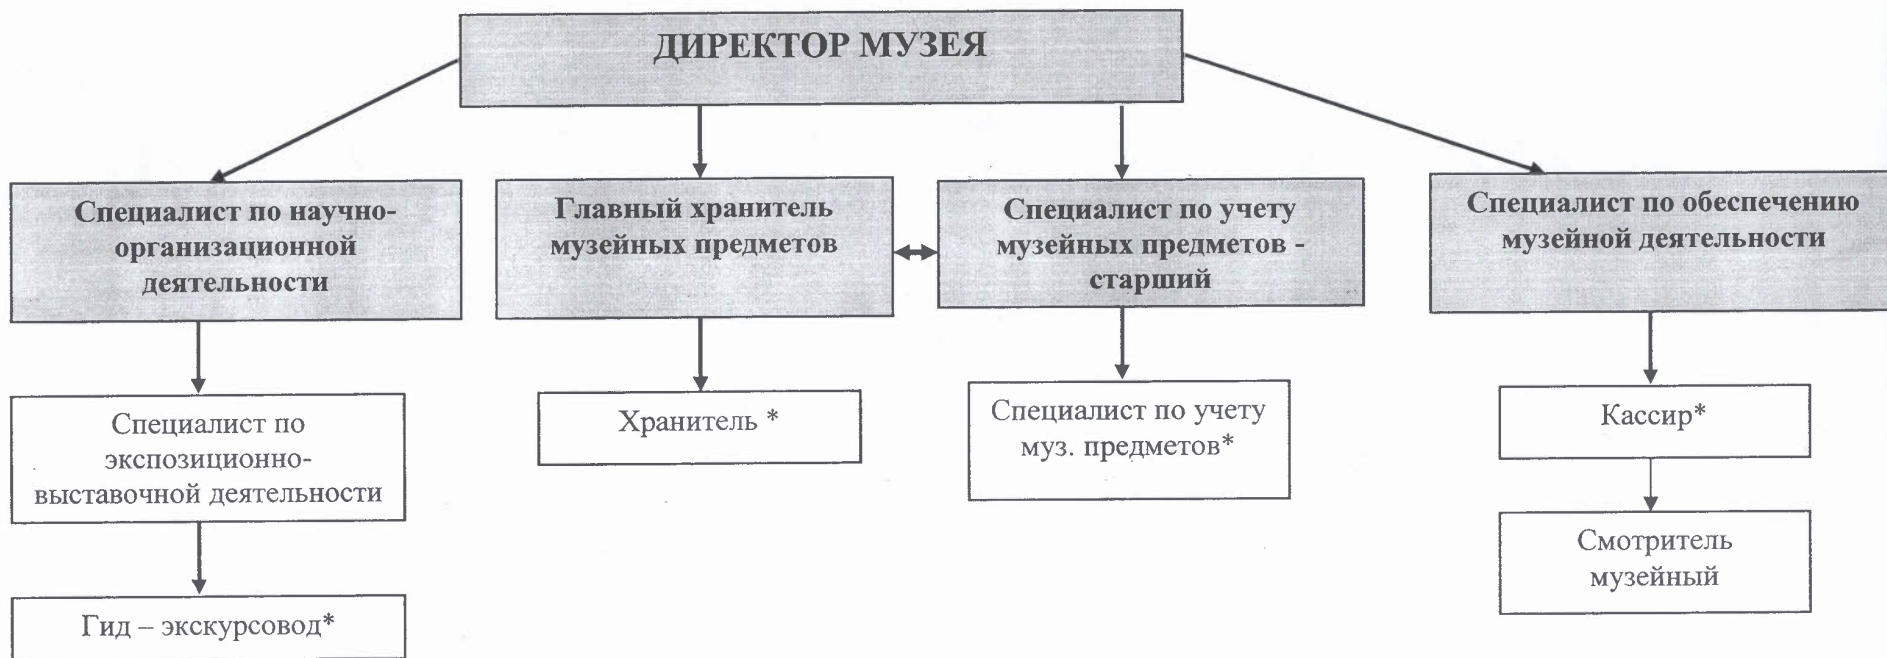 ДИРЕКТОР МУЗЕЯ
Специалист по научно-
организационной
деятельности
Главный хранитель
музейных предметов
Специалист по учету
музейных предметов -
старший
Специалист по обеспечению
музейной деятельности
Специалист по
экспозиционно-
выставочной деятельности
Хранитель *
Специалист по учету
муз. предметов*
Кассир*
Гид – экскурсовод*
Смотритель
музейный